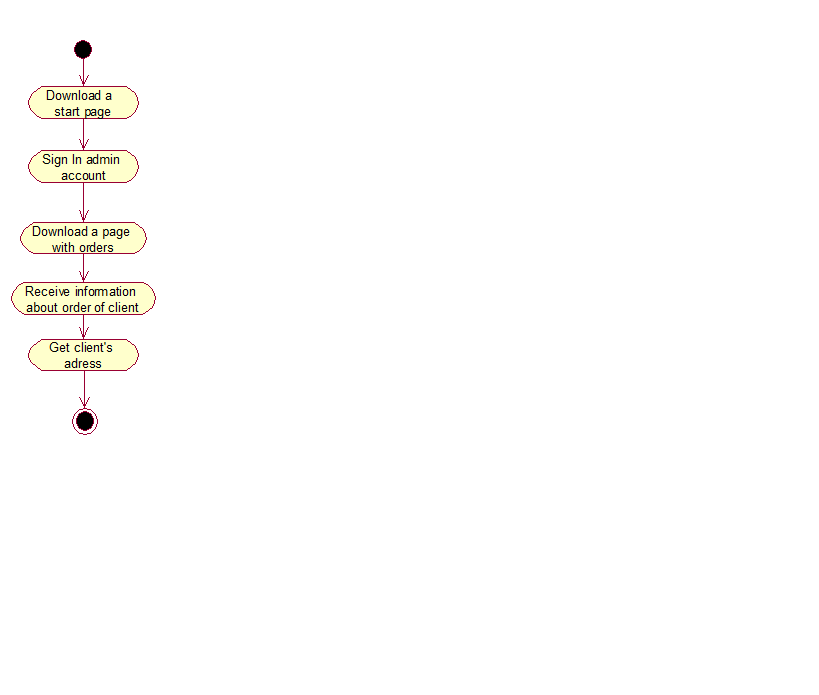 Download a
start page
Sign In admin
account
Download a page
with orders
Receive information
about order of client
Get client's
adress